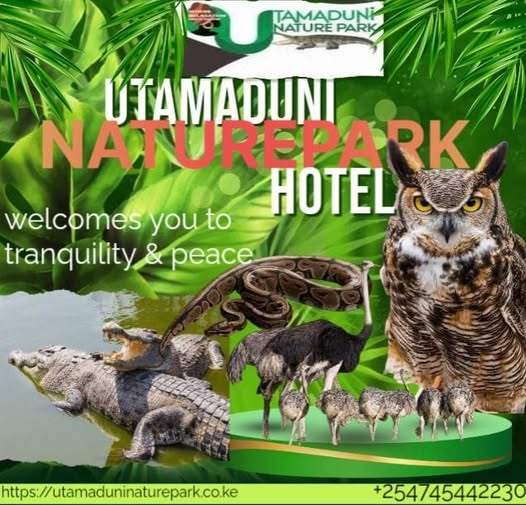 UTAMADUNI
NATURE PARK
UTAMADUNI
NATUREPARK
HOTEL
welcomes you to
tranquility & peace
https://utamaduninaturepark.co.ke
+254745442230